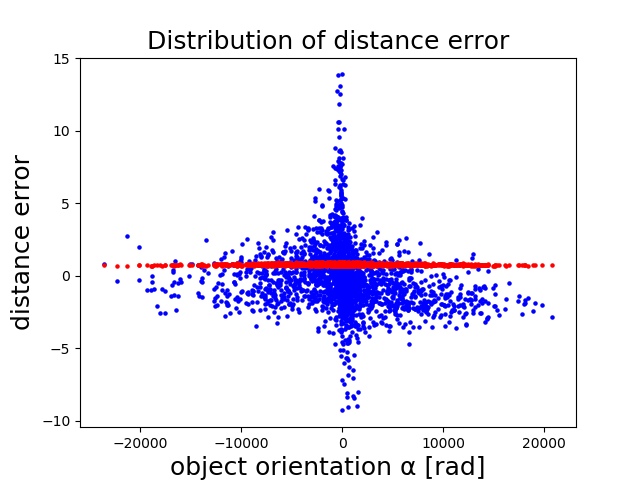 Distribution of distance error
15
10
5
0
−5
−10
distance error
−20000 −10000 0 10000 20000
object orientation α [rad]